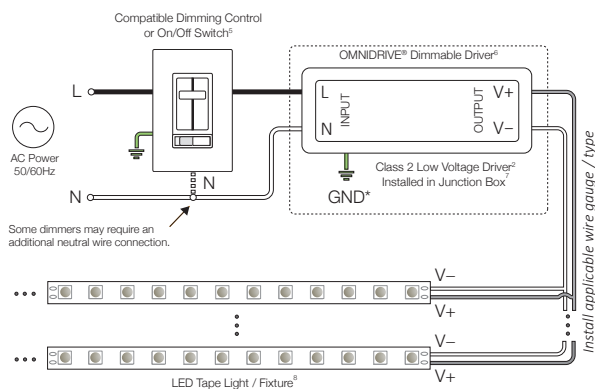 Compatible Dimming Control
or On/Off Switch⁵
OMNIDRIVE® Dimmable Driver⁶
L
L
INPUT
N
OUTPUT
V+
V–
AC Power
50/60Hz
N
N
GND*
Class 2 Low Voltage Driver²
Installed in Junction Box⁷
Some dimmers may require an
additional neutral wire connection.
Install applicable wire gauge / type
V–
V+
V–
V+
LED Tape Light / Fixture⁸